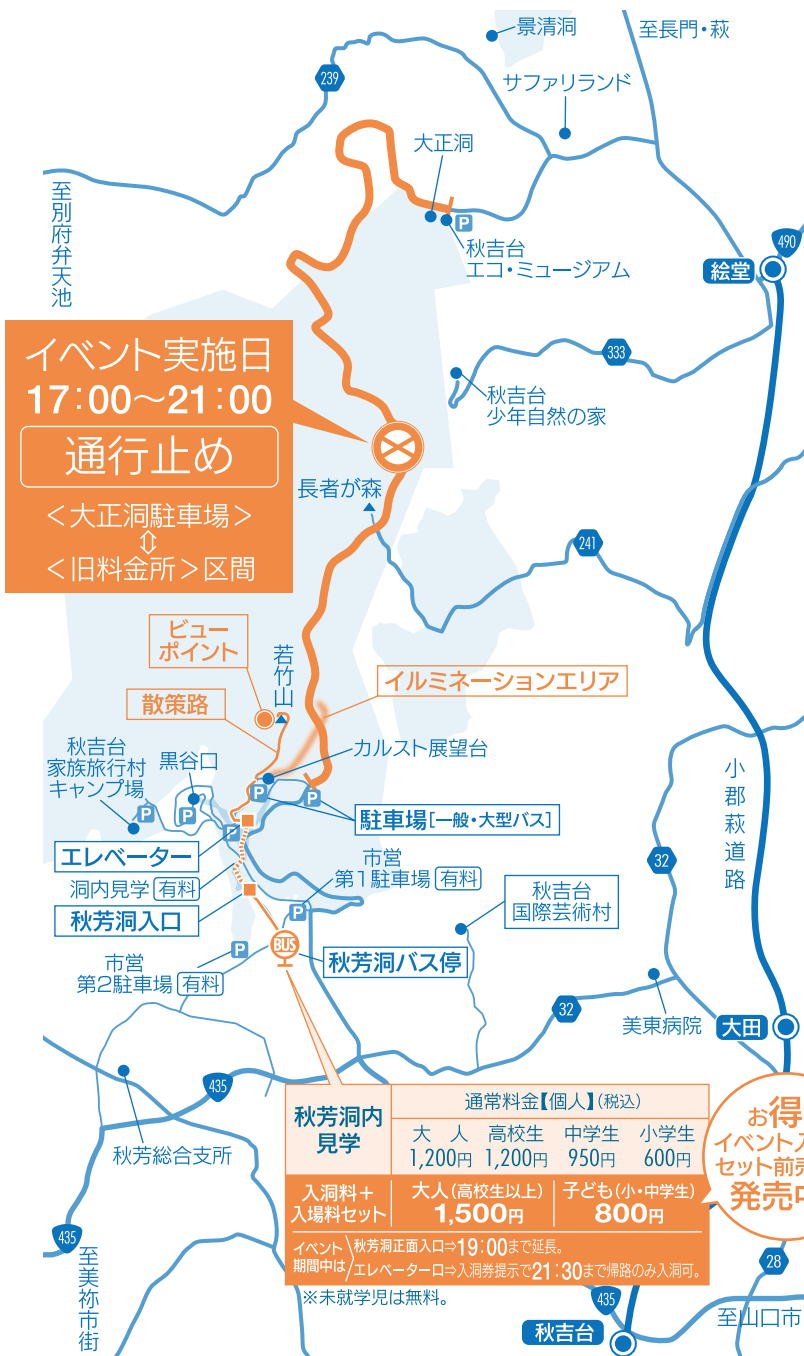 景清洞
至長門・萩
239
サファリランド
大正洞
至別府弁天池
P
秋吉台
エコ・ミュージアム
490
絵堂
イベント実施日
17:00～21:00
通行止め
＜大正洞駐車場＞
⇕
＜旧料金所＞区間
333
秋吉台
少年自然の家
長者が森
241
ビュー
ポイント
若竹山
散策路
イルミネーションエリア
カルスト展望台
秋吉台
家族旅行村
キャンプ場
黒谷口
P
P
P
P
駐車場[一般・大型バス]
小郡萩道路
エレベーター
P
洞内見学 有料
市営
第1駐車場 有料
32
秋芳洞入口
秋吉台
国際芸術村
P
BUS
P
秋芳洞バス停
市営
第2駐車場 有料
32
美東病院
大田
435
秋芳総合支所
秋芳洞内
見学
通常料金【個人】(税込)
大人 高校生 中学生 小学生
1,200円 1,200円 950円 600円
入洞料＋
入場料セット
大人(高校生以上)
1,500円
子ども(小・中学生)
800円
イベント
期間中は
秋芳洞正面入口⇒19:00まで延長。
エレベーター口⇒入洞券提示で21:30まで帰路のみ入洞可。
※未就学児は無料。
お得
イベント入
セット前売
発売中
435
至美祢市街
28
435
至山口市
秋吉台